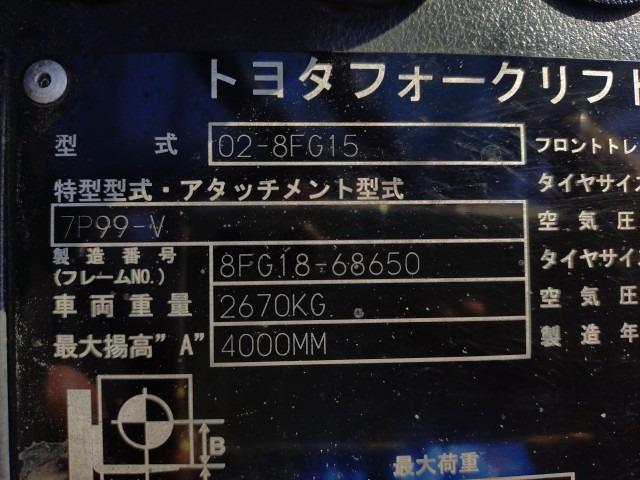 トヨタフォークリフト
型 式 02-8FG15 フロントトレ
特型型式・アタッチメント型式 タイヤサイズ
7P99-V 空気圧
製造番号 (フレームNO.) 8FG18-68650 タイヤサイズ
車両重量 2670KG 空気圧
最大揚高"A" 4000MM 製造年
B
最大荷重